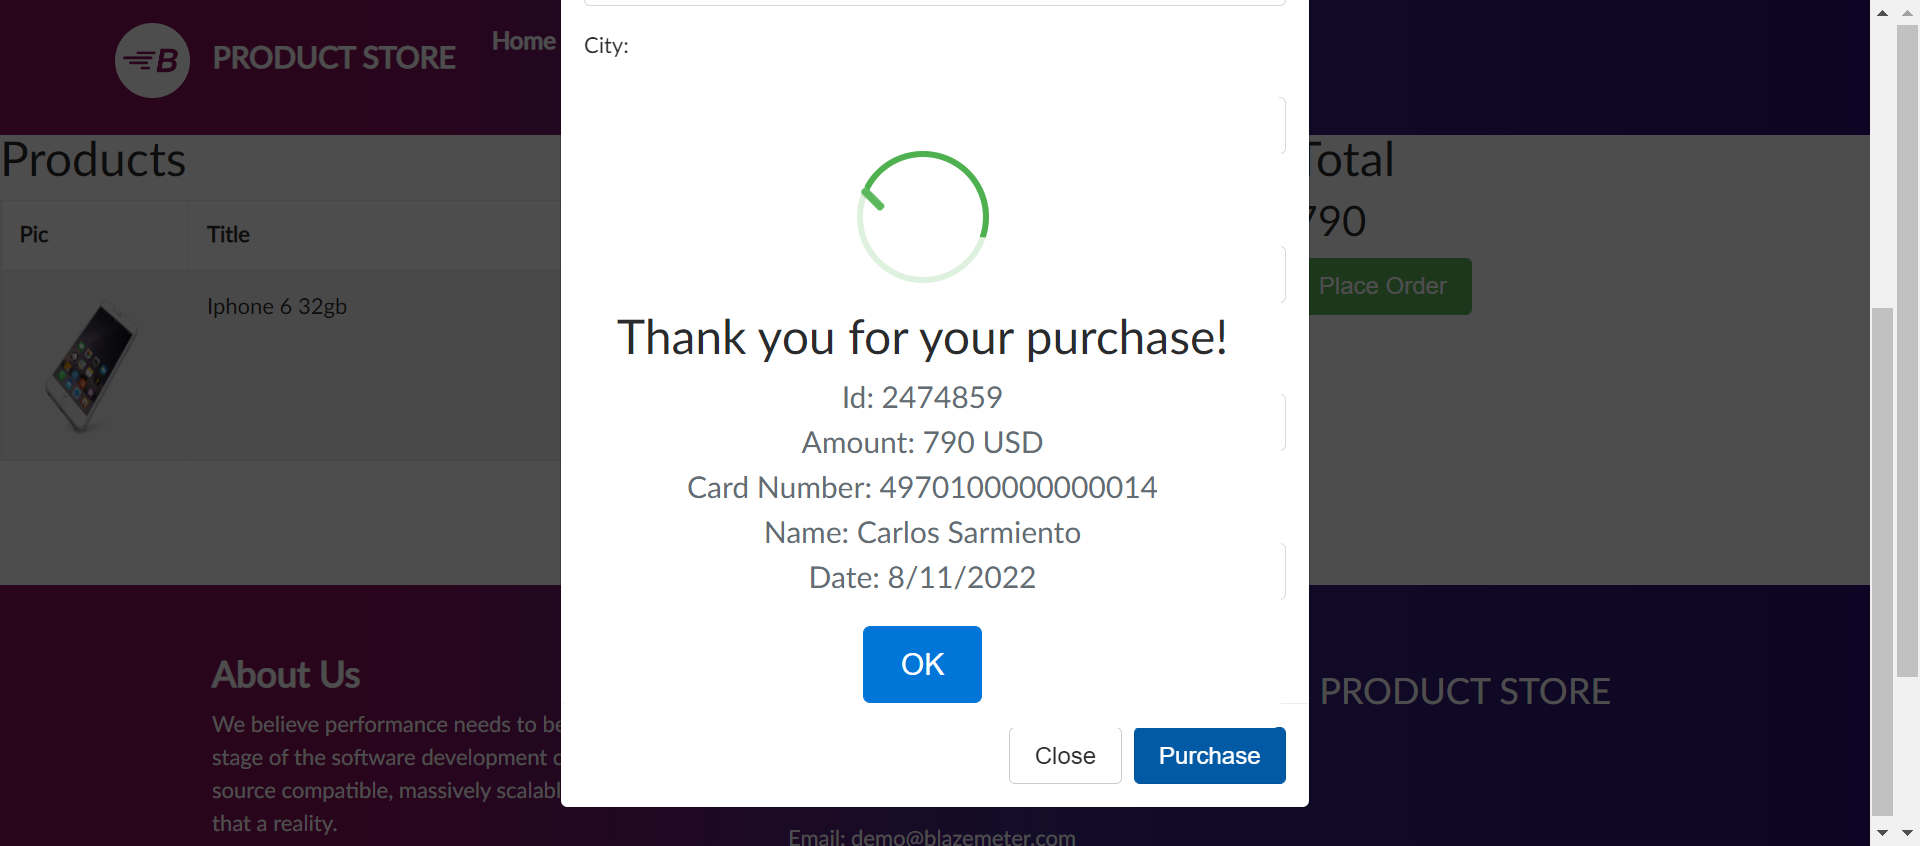 B PRODUCT STORE Home
City:
Products
Total
Pic Title
790
Place Order
Iphone 6 32gb
Thank you for your purchase!
Id: 2474859
Amount: 790 USD
Card Number: 4970100000000014
Name: Carlos Sarmiento
Date: 8/11/2022
OK
Close Purchase
About Us
We believe performance needs to be
stage of the software development
source compatible, massively
that a reality.
PRODUCT STORE
Email: demo@blazemeter.com